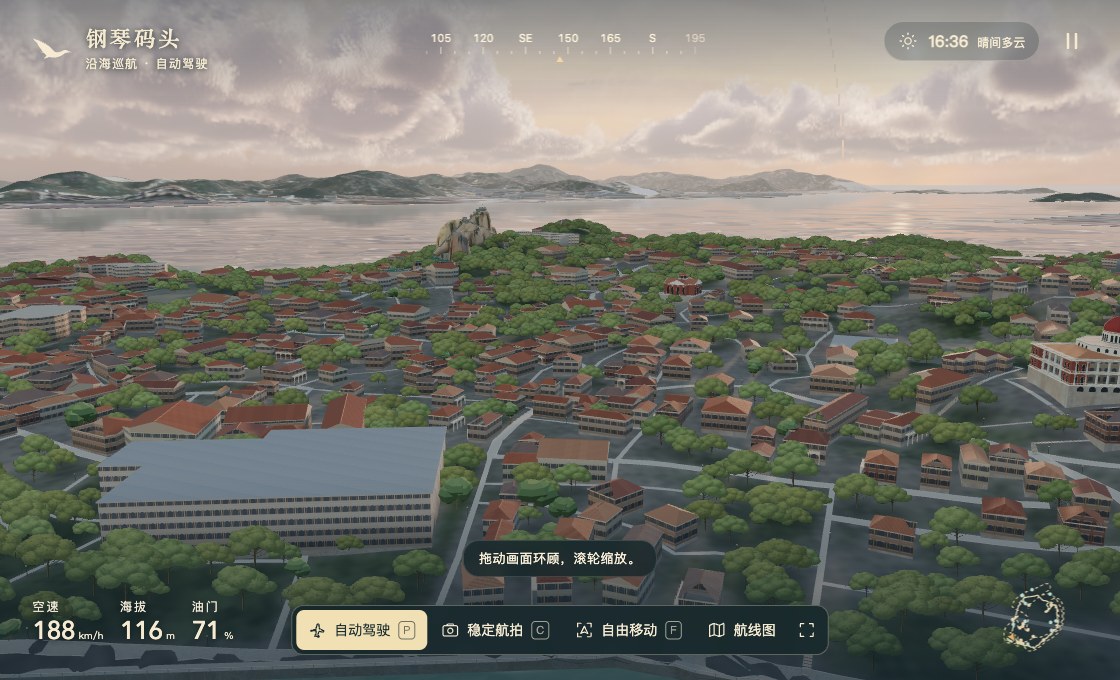 钢琴码头
沿海巡航 · 自动驾驶
105 120 SE 150 165 S 195
16:36 晴间多云
拖动画面环顾，滚轮缩放。
空速 海拔 油门
188 km/h 116 m 71 %
自动驾驶 P 稳定航拍 C 自由移动 F 航线图